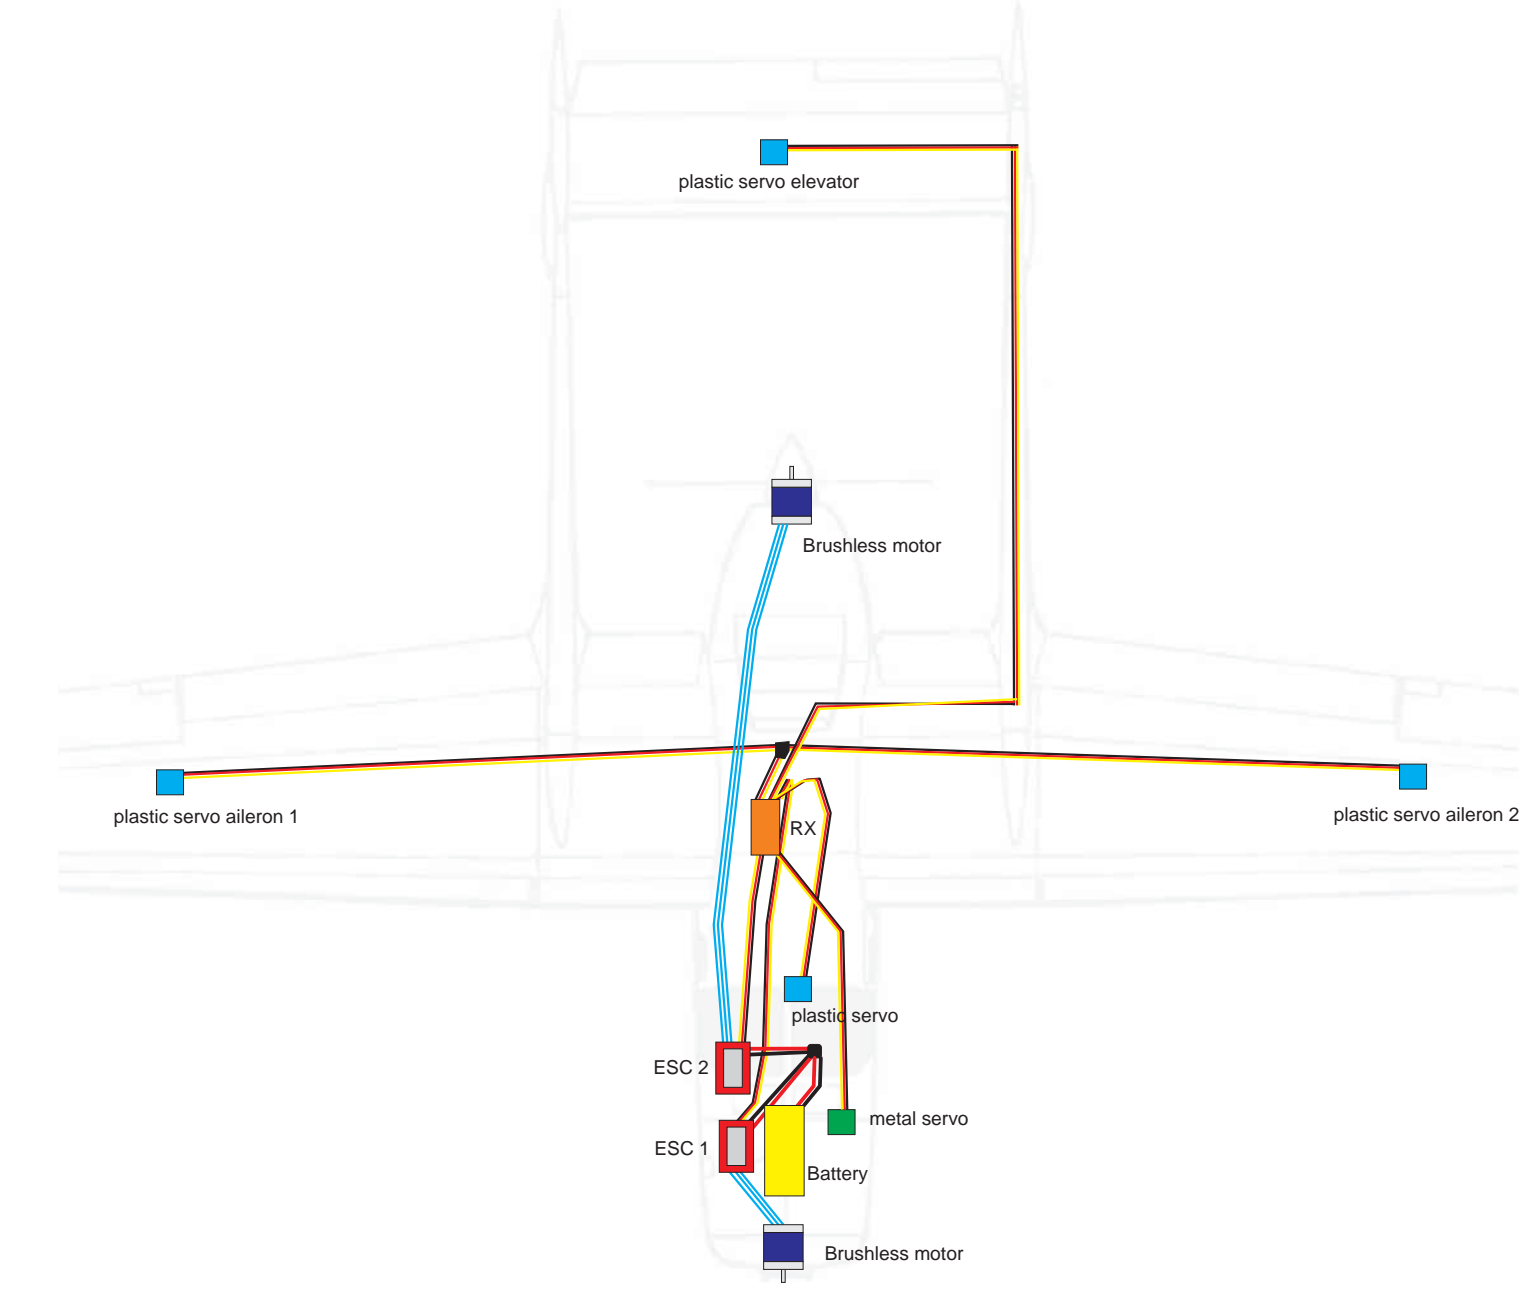 plastic servo elevator
Brushless motor
plastic servo aileron 1
plastic servo aileron 2
RX
plastic servo
ESC 2
metal servo
ESC 1
Battery
Brushless motor